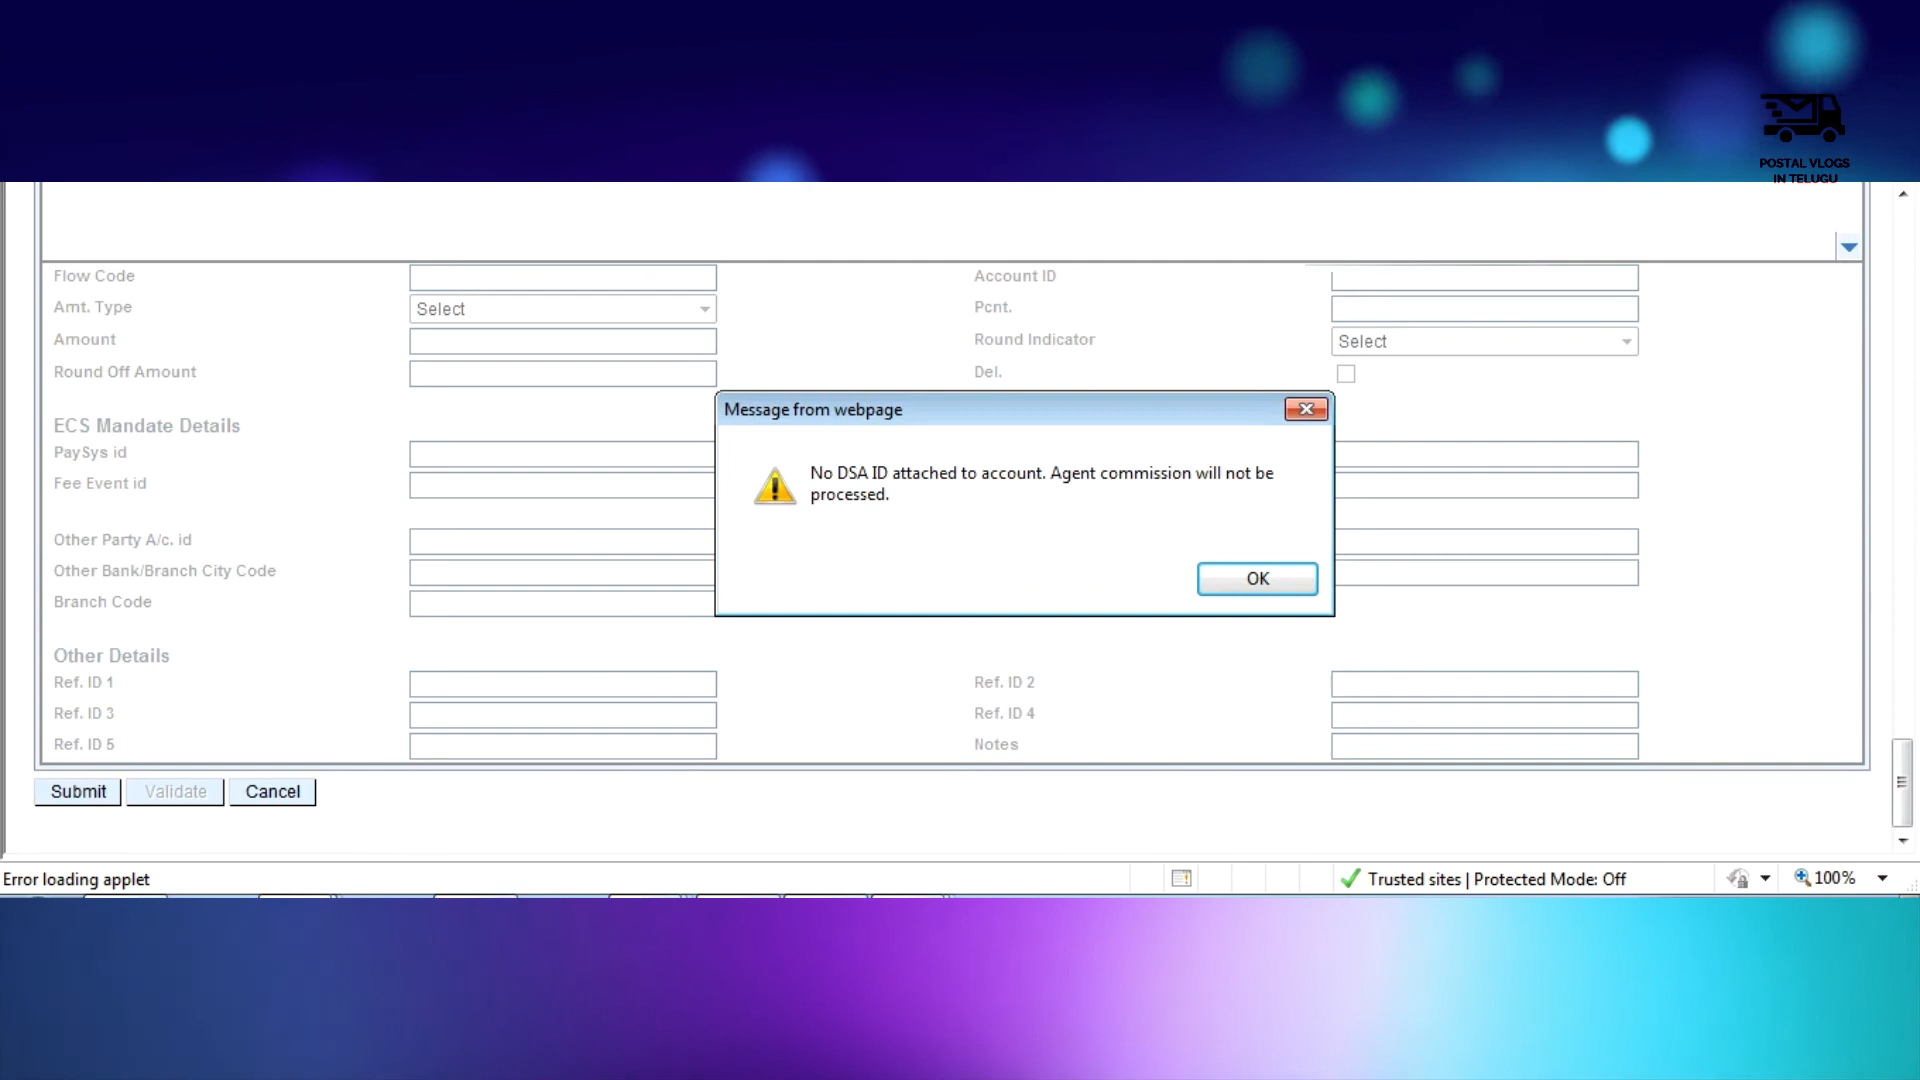 POSTAL VLOGS
IN TELUGU
Flow Code
Account ID
Amt. Type
Select
Pcnt.
Amount
Round Indicator
Select
Round Off Amount
Del.
Message from webpage
ECS Mandate Details
PaySys id
No DSA ID attached to account. Agent commission will not be
processed.
Fee Event id
Other Party A/c. id
Other Bank/Branch City Code
OK
Branch Code
Other Details
Ref. ID 1
Ref. ID 2
Ref. ID 3
Ref. ID 4
Ref. ID 5
Notes
Submit
Validate
Cancel
Error loading applet
Trusted sites | Protected Mode: Off
100%